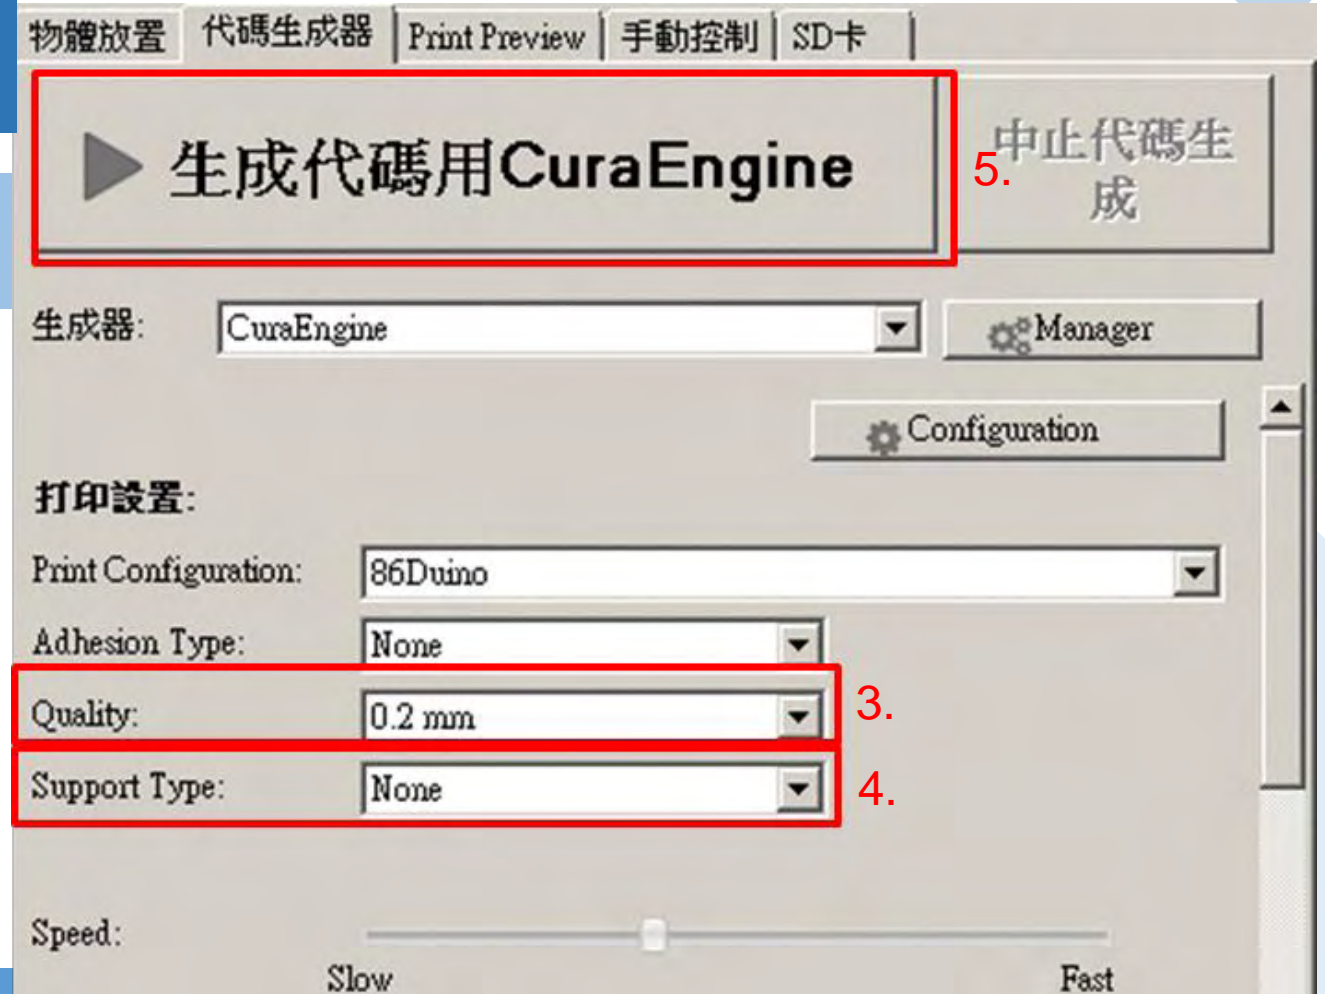 物體放置 代碼生成器 Print Preview 手動控制 SD卡
生成代碼用CuraEngine
5.
中止代碼生
成
生成器: CuraEngine Manager
Configuration
打印設置:
Print Configuration: 86Duino
Adhesion Type: None
Quality: 0.2 mm 3.
Support Type: None 4.
Speed:
Slow Fast